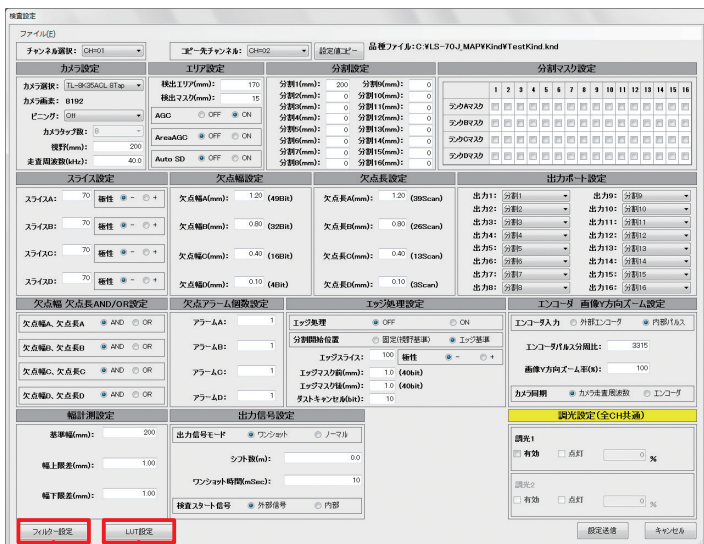 検査設定
ファイル(F)
チャンネル選択: CH=01 コピー先チャンネル: CH=02 設定値コピー 品種ファイル:C:¥LS-70J_MAP¥Kind¥TestKind.knd
カメラ設定 エリア設定 分割設定 分割マスク設定
カメラ選択: TL-8K35ACL 8Tap
カメラ画素: 8192
ビニング: Off
カメラタップ数: 8
視野(mm): 200
走査周波数(kHz): 40.0
検出エリア(mm): 170
検出マスク(mm): 15
AGC OFF ON
AreaAGC OFF ON
Auto SD OFF ON
分割1(mm): 200 分割9(mm): 0
分割2(mm): 0 分割10(mm): 0
分割3(mm): 0 分割11(mm): 0
分割4(mm): 0 分割12(mm): 0
分割5(mm): 0 分割13(mm): 0
分割6(mm): 0 分割14(mm): 0
分割7(mm): 0 分割15(mm): 0
分割8(mm): 0 分割16(mm): 0
1 2 3 4 5 6 7 8 9 10 11 12 13 14 15 16
ランクAマスク
ランクBマスク
ランクCマスク
ランクDマスク
スライス設定 欠点幅設定 欠点長設定 出力ポート設定
スライスA: 70 極性 - +
スライスB: 70 極性 - +
スライスC: 70 極性 - +
スライスD: 70 極性 - +
欠点幅A(mm): 1.20 (49Bit)
欠点幅B(mm): 0.80 (32Bit)
欠点幅C(mm): 0.40 (16Bit)
欠点幅D(mm): 0.10 (4Bit)
欠点長A(mm): 1.20 (39Scan)
欠点長B(mm): 0.80 (26Scan)
欠点長C(mm): 0.40 (13Scan)
欠点長D(mm): 0.10 (3Scan)
出力1: 分割1 出力9: 分割9
出力2: 分割2 出力10: 分割10
出力3: 分割3 出力11: 分割11
出力4: 分割4 出力12: 分割12
出力5: 分割5 出力13: 分割13
出力6: 分割6 出力14: 分割14
出力7: 分割7 出力15: 分割15
出力8: 分割8 出力16: 分割16
欠点幅 欠点長AND/OR設定 欠点アラーム個数設定 エッジ処理設定 エンコーダ 画像Y方向ズーム設定
欠点幅A、欠点長A AND OR
欠点幅B、欠点長B AND OR
欠点幅C、欠点長C AND OR
欠点幅D、欠点長D AND OR
アラームA: 1
アラームB: 1
アラームC: 1
アラームD: 1
エッジ処理 OFF ON
分割開始位置 固定(視野基準) エッジ基準
エッジスライス: 100 極性 - +
エッジマスク前(mm): 1.0 (40bit)
エッジマスク後(mm): 1.0 (40bit)
ダストキャンセル(bit): 10
エンコーダ入力 外部エンコーダ 内部パルス
エンコーダパルス分周比: 3315
画像Y方向ズーム率(%): 100
カメラ同期 カメラ走査周波数 エンコーダ
幅計測設定 出力信号設定 調光設定(全CH共通)
基準幅(mm): 200
幅上限差(mm): 1.00
幅下限差(mm): 1.00
出力信号モード ワンショット ノーマル
シフト数(m): 0.0
ワンショット時間(mSec): 10
検査スタート信号 外部信号 内部
調光1
有効 点灯 0 %
調光2
有効 点灯 0 %
フィルター設定 LUT設定 設定送信 キャンセル